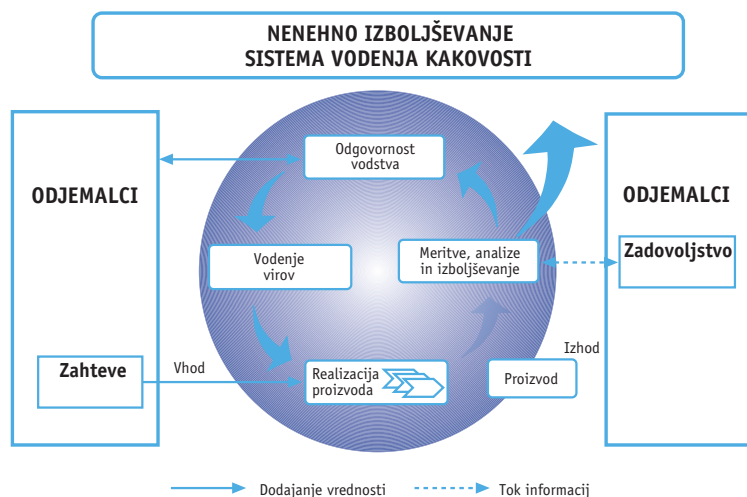 NENEHNO IZBOLJŠEVANJE
SISTEMA VODENJA KAKOVOSTI
ODJEMALCI
Zahteve
Vhod
Odgovornost
vodstva
Vodenje
virov
Meritve, analize
in izboljševanje
Realizacija
proizvoda
Proizvod
Izhod
ODJEMALCI
Zadovoljstvo
Dodajanje vrednosti
Tok informacij